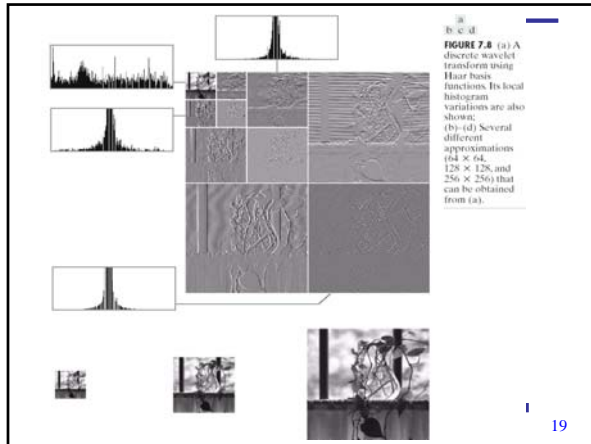 a
b c d
FIGURE 7.8 (a) A
discrete wavelet
transform using
Haar basis
functions. Its local
histogram
variations are also
shown;
(b)–(d) Several
different
approximations
(64 × 64,
128 × 128, and
256 × 256) that
can be obtained
from (a).
19